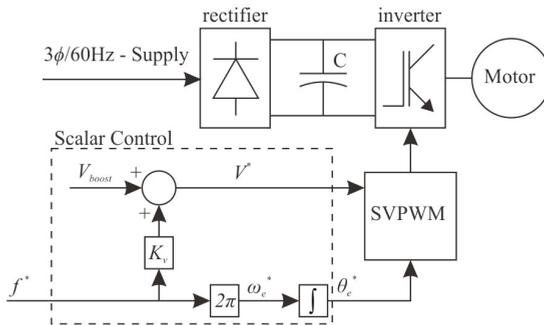 rectifier
inverter
3ϕ/60Hz - Supply
C
Motor
Scalar Control
V_boost
+
V*
+
SVPWM
K_v
f*
2π
ω_e*
∫
θ_e*